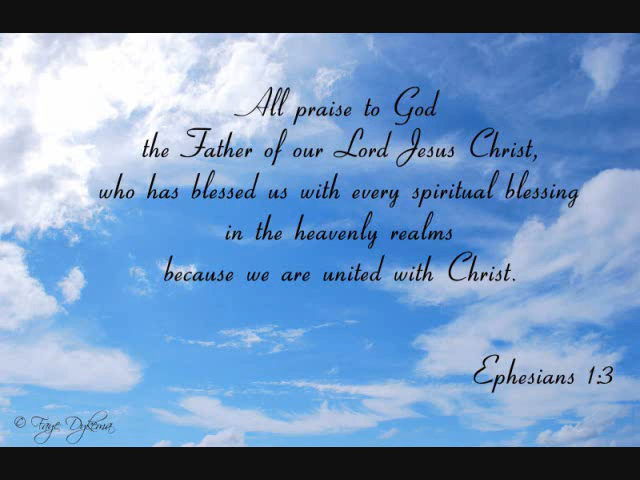 All praise to God
the Father of our Lord Jesus Christ,
who has blessed us with every spiritual blessing
in the heavenly realms
because we are united with Christ.
Ephesians 1:3
© Faye Dykema